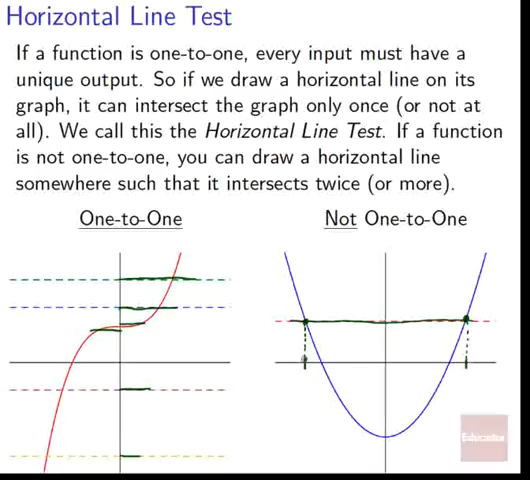 Horizontal Line Test
If a function is one-to-one, every input must have a
unique output. So if we draw a horizontal line on its
graph, it can intersect the graph only once (or not at
all). We call this the Horizontal Line Test. If a function
is not one-to-one, you can draw a horizontal line
somewhere such that it intersects twice (or more).
One-to-One
Not One-to-One